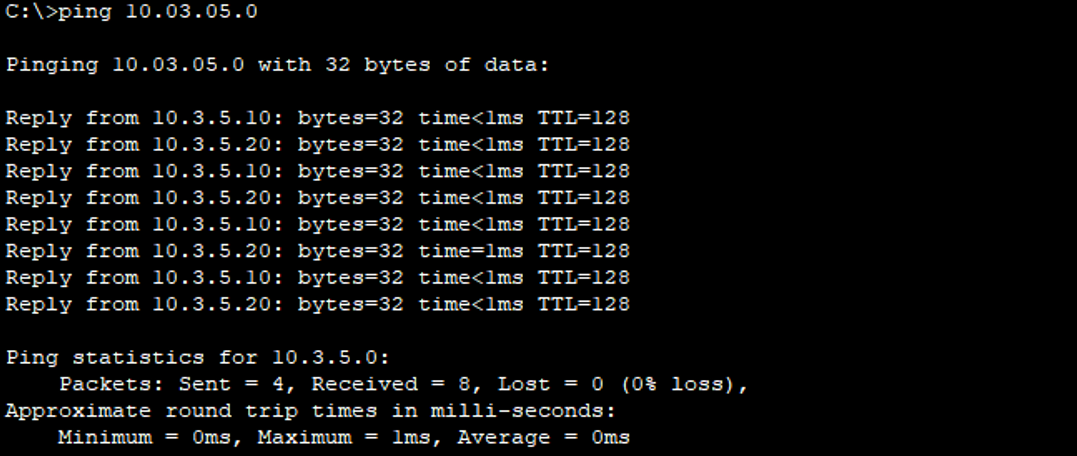 C:\>ping 10.03.05.0
Pinging 10.03.05.0 with 32 bytes of data:
Reply from 10.3.5.10: bytes=32 time<1ms TTL=128
Reply from 10.3.5.20: bytes=32 time<1ms TTL=128
Reply from 10.3.5.10: bytes=32 time<1ms TTL=128
Reply from 10.3.5.20: bytes=32 time<1ms TTL=128
Reply from 10.3.5.10: bytes=32 time<1ms TTL=128
Reply from 10.3.5.20: bytes=32 time=1ms TTL=128
Reply from 10.3.5.10: bytes=32 time<1ms TTL=128
Reply from 10.3.5.20: bytes=32 time<1ms TTL=128
Ping statistics for 10.3.5.0:
Packets: Sent = 4, Received = 8, Lost = 0 (0% loss),
Approximate round trip times in milli-seconds:
Minimum = 0ms, Maximum = 1ms, Average = 0ms